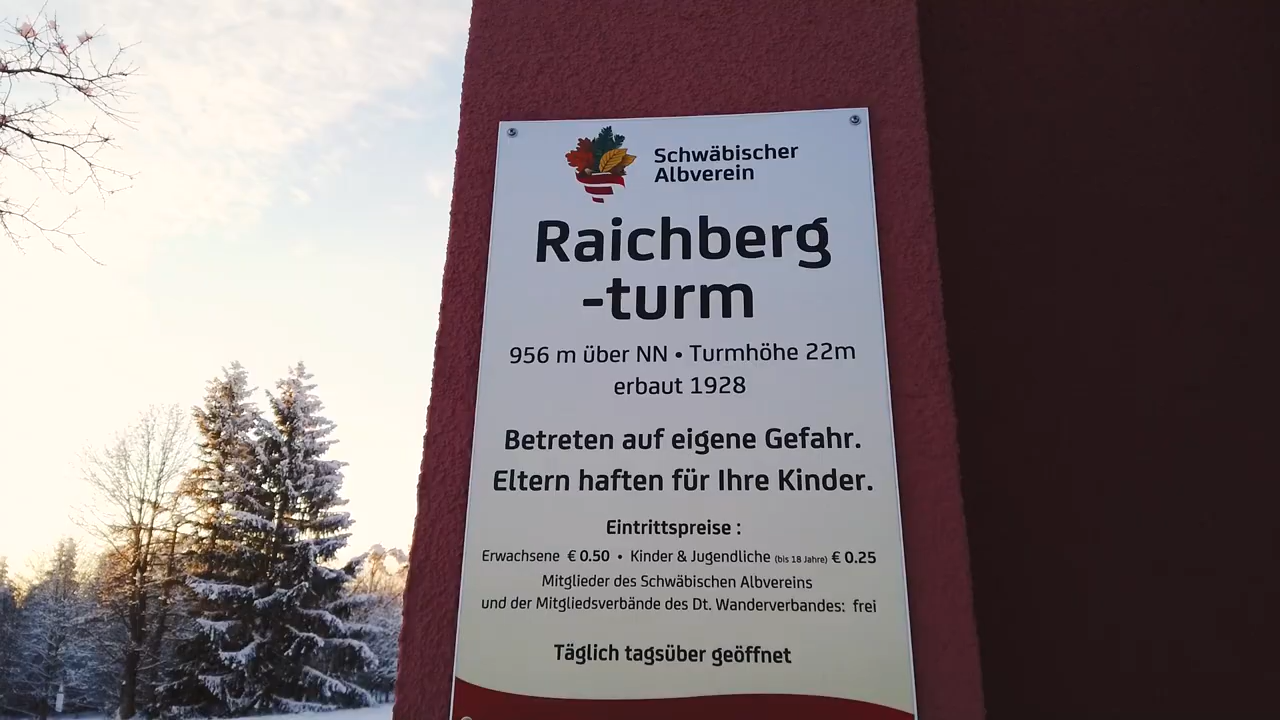 Schwäbischer
Albverein
Raichberg
-turm
956 m über NN • Turmhöhe 22m
erbaut 1928
Betreten auf eigene Gefahr.
Eltern haften für Ihre Kinder.
Eintrittspreise :
Erwachsene € 0.50 • Kinder & Jugendliche (bis 18 Jahre) € 0.25
Mitglieder des Schwäbischen Albvereins
und der Mitgliedsverbände des Dt. Wanderverbandes: frei
Täglich tagsüber geöffnet